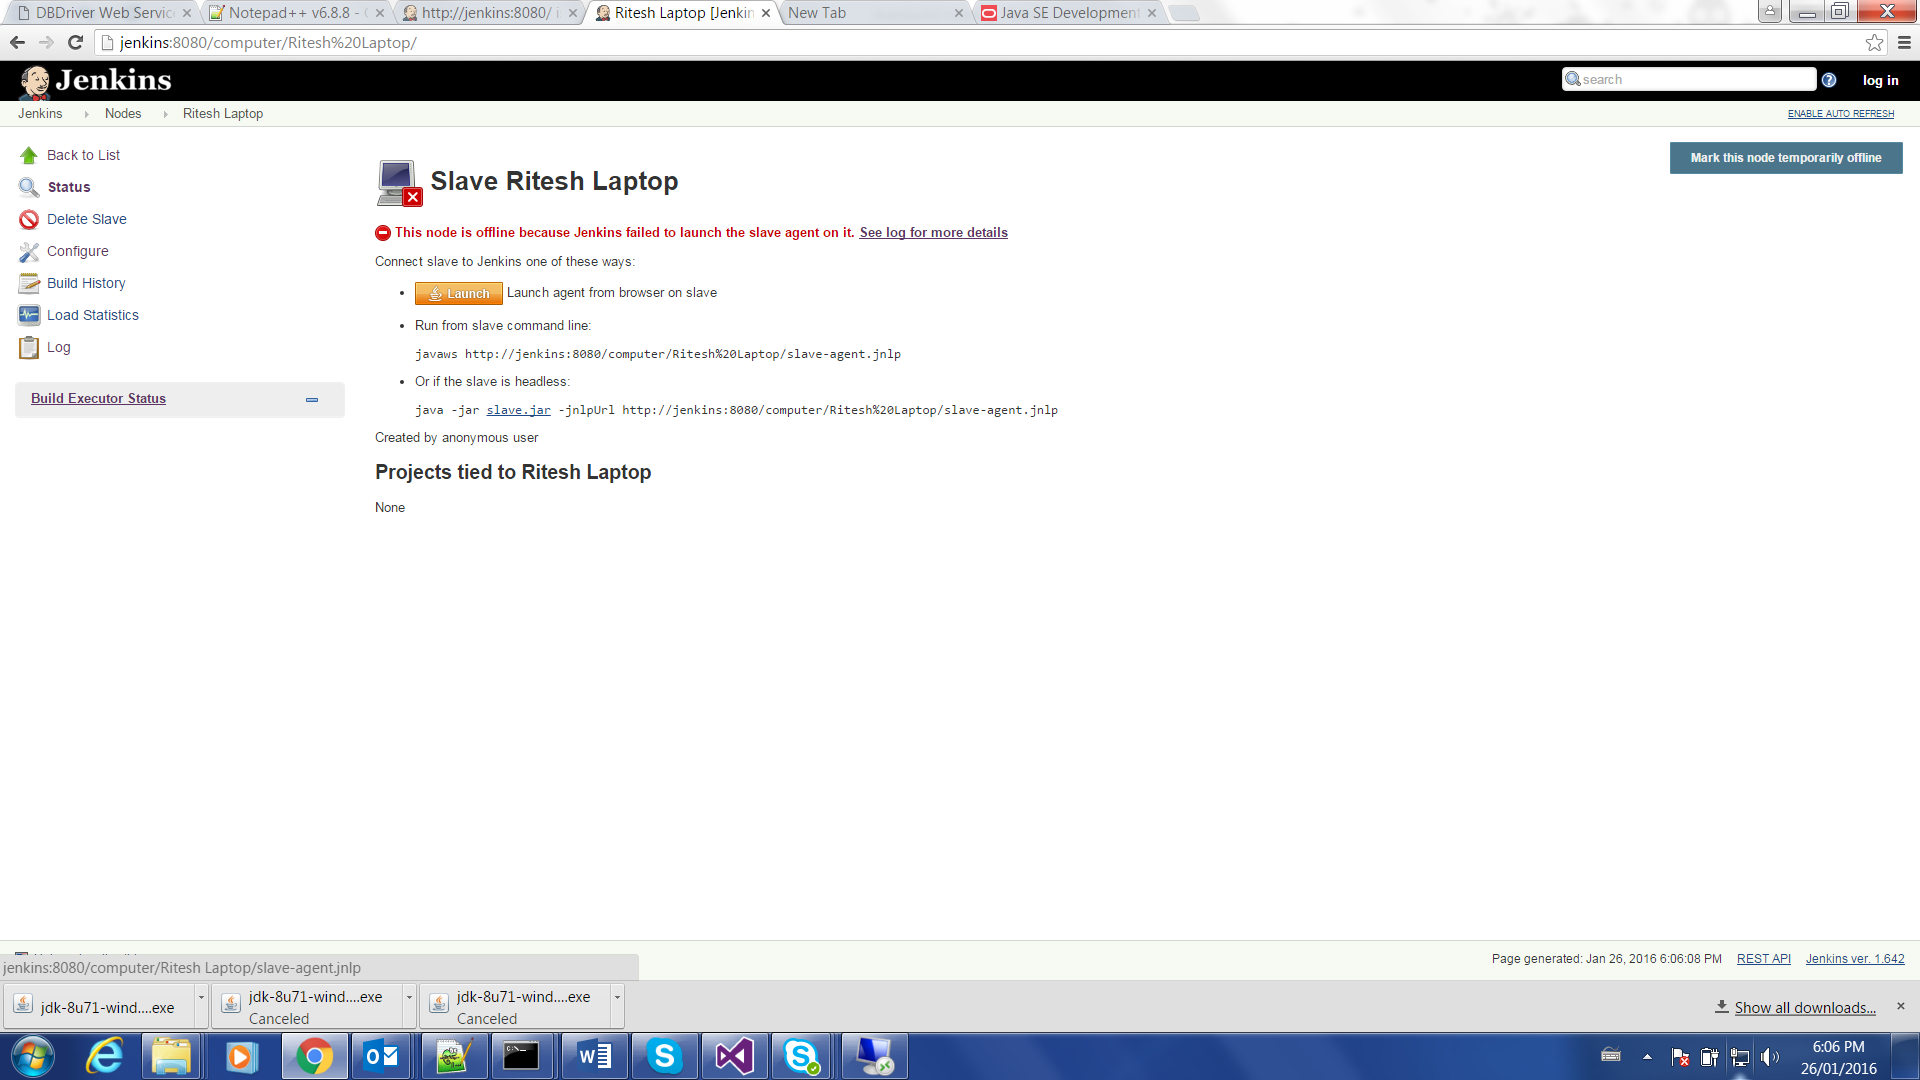 DBDriver Web Servic
Notepad++ v6.8.8 -
http://jenkins:8080/
Ritesh Laptop [Jenkin
New Tab
Java SE Development
jenkins:8080/computer/Ritesh%20Laptop/
Jenkins
search
log in
Jenkins
Nodes
Ritesh Laptop
ENABLE AUTO REFRESH
Back to List
Status
Delete Slave
Configure
Build History
Load Statistics
Log
Build Executor Status
Mark this node temporarily offline
Slave Ritesh Laptop
This node is offline because Jenkins failed to launch the slave agent on it. See log for more details
Connect slave to Jenkins one of these ways:
Launch Launch agent from browser on slave
Run from slave command line:
javaws http://jenkins:8080/computer/Ritesh%20Laptop/slave-agent.jnlp
Or if the slave is headless:
java -jar slave.jar -jnlpUrl http://jenkins:8080/computer/Ritesh%20Laptop/slave-agent.jnlp
Created by anonymous user
Projects tied to Ritesh Laptop
None
Page generated: Jan 26, 2016 6:06:08 PM
REST API
Jenkins ver. 1.642
jenkins:8080/computer/Ritesh Laptop/slave-agent.jnlp
jdk-8u71-wind....exe
jdk-8u71-wind....exe
Canceled
jdk-8u71-wind....exe
Canceled
Show all downloads...
6:06 PM
26/01/2016